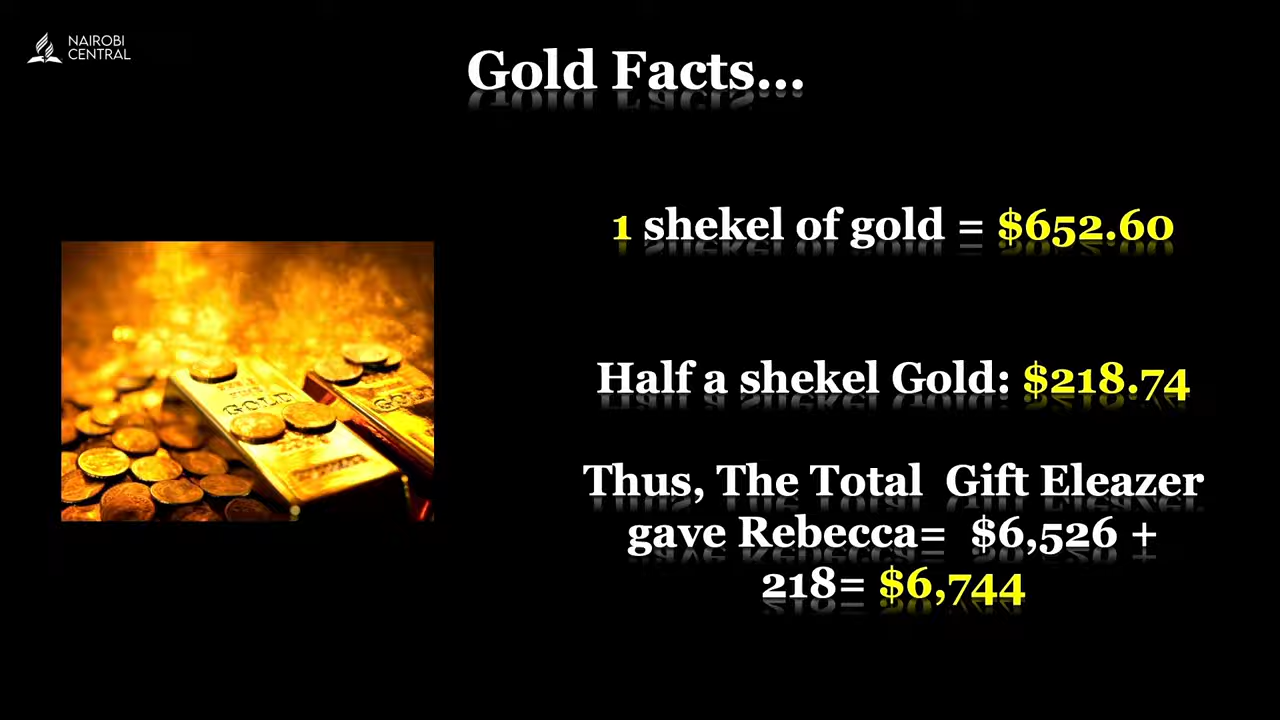 NAIROBI
CENTRAL
Gold Facts...
1 shekel of gold = $652.60
Half a shekel Gold: $218.74
Thus, The Total Gift Eleazer
gave Rebecca= $6,526 +
218= $6,744
GOLD